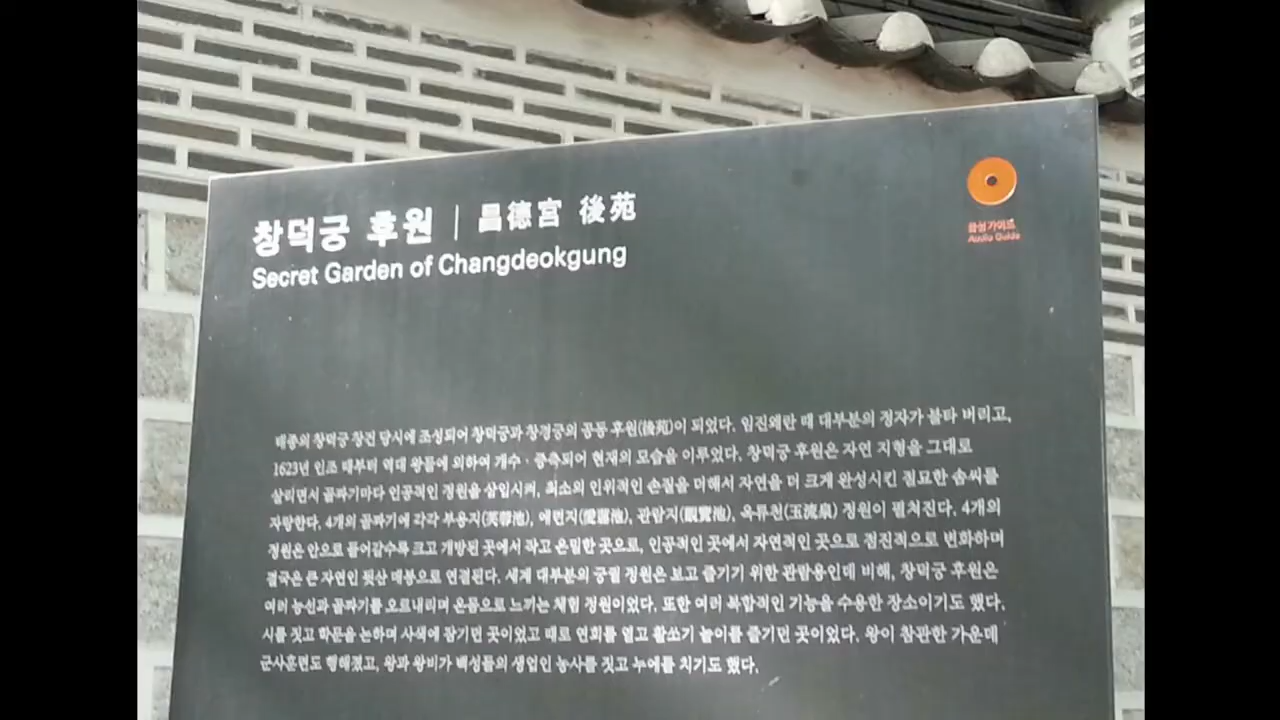 창덕궁 후원 | 昌德宮 後苑
Secret Garden of Changdeokgung
음성 가이드
Audio Guide
태종의 창덕궁 창건 당시에 조성되어 창덕궁과 창경궁의 공동 후원(後苑)이 되었다. 임진왜란 때 대부분의 정자가 불타 버리고,
1623년 인조 때부터 역대 왕들에 의하여 개수·증축되어 현재의 모습을 이루었다. 창덕궁 후원은 자연 지형을 그대로
살리면서 골짜기마다 인공적인 정원을 삽입시켜, 최소의 인위적인 손질을 더해서 자연을 더 크게 완성시킨 절묘한 솜씨를
자랑한다. 4개의 골짜기에 각각 부용지(芙蓉池), 애련지(愛蓮池), 관람지(觀覽池), 옥류천(玉流泉) 정원이 펼쳐진다. 4개의
정원은 안으로 들어갈수록 크고 개방된 곳에서 작고 은밀한 곳으로, 인공적인 곳에서 자연적인 곳으로 점진적으로 변화하며
결국은 큰 자연인 뒷산 매봉으로 연결된다. 세계 대부분의 궁궐 정원은 보고 즐기기 위한 관람용인데 비해, 창덕궁 후원은
여러 능선과 골짜기를 오르내리며 온몸으로 느끼는 체험 정원이었다. 또한 여러 복합적인 기능을 수용한 장소이기도 했다.
시를 짓고 학문을 논하며 사색에 잠기던 곳이었고 때로 연회를 열고 활쏘기 놀이를 즐기던 곳이었다. 왕이 참관한 가운데
군사훈련도 행해졌고, 왕과 왕비가 백성들의 생업인 농사를 짓고 누에를 치기도 했다.